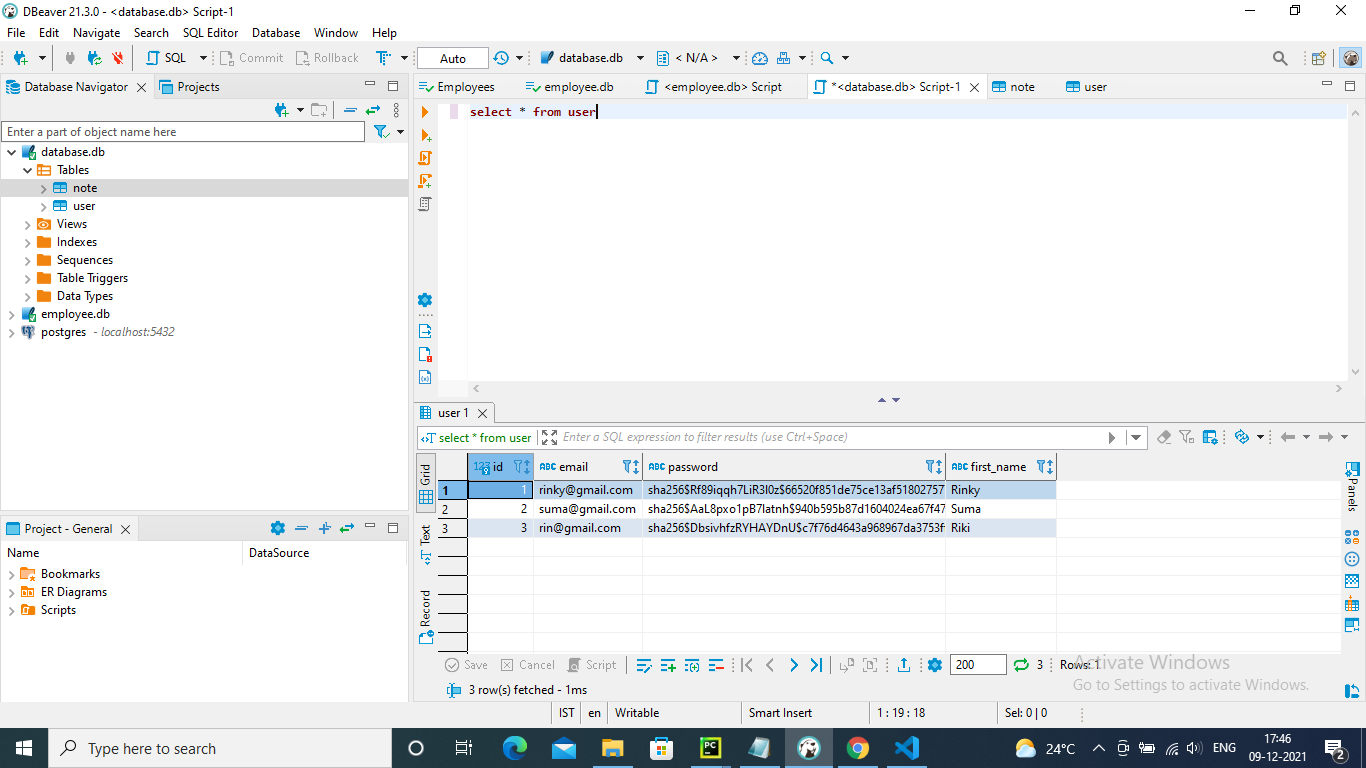 DBeaver 21.3.0 - <database.db> Script-1
File Edit Navigate Search SQL Editor Database Window Help
SQL Commit Rollback Auto database.db < N/A >
Database Navigator Projects
Employees employee.db <employee.db> Script *<database.db> Script-1 note user
Enter a part of object name here
database.db
Tables
note
user
Views
Indexes
Sequences
Table Triggers
Data Types
employee.db
postgres - localhost:5432
select * from user
user 1
select * from user Enter a SQL expression to filter results (use Ctrl+Space)
Grid
Text
Record
Panels
123 id ABC email ABC password ABC first_name
1 1 rinky@gmail.com sha256$Rf89iqqh7LiR3l0z$66520f851de75ce13af51802757 Rinky
2 2 suma@gmail.com sha256$AaL8pxo1pB7latnh$940b595b87d1604024ea67f47 Suma
3 3 rin@gmail.com sha256$DbsivhfzRYHAYDnU$c7f76d4643a968967da3753f Riki
Project - General
Name DataSource
Bookmarks
ER Diagrams
Scripts
Save Cancel Script 200 3 Rows: 1
3 row(s) fetched - 1ms
Activate Windows
Go to Settings to activate Windows.
IST en Writable Smart Insert 1 : 19 : 18 Sel: 0 | 0
Type here to search
PC
24°C ENG 17:46
09-12-2021
2